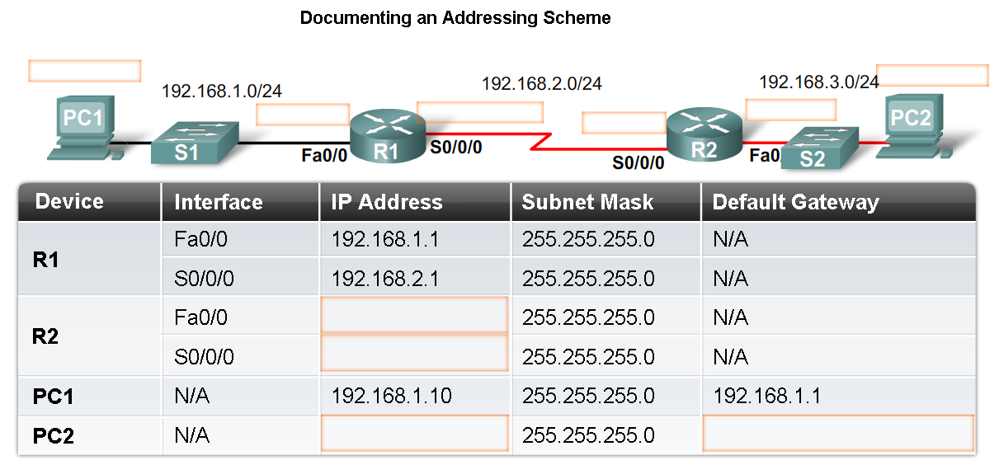 Documenting an Addressing Scheme
192.168.1.0/24
192.168.2.0/24
192.168.3.0/24
PC1
S1
Fa0/0
R1
S0/0/0
S0/0/0
R2
Fa0/
S2
PC2
Device Interface IP Address Subnet Mask Default Gateway
R1
Fa0/0 192.168.1.1 255.255.255.0 N/A
S0/0/0 192.168.2.1 255.255.255.0 N/A
R2
Fa0/0 255.255.255.0 N/A
S0/0/0 255.255.255.0 N/A
PC1 N/A 192.168.1.10 255.255.255.0 192.168.1.1
PC2 N/A 255.255.255.0